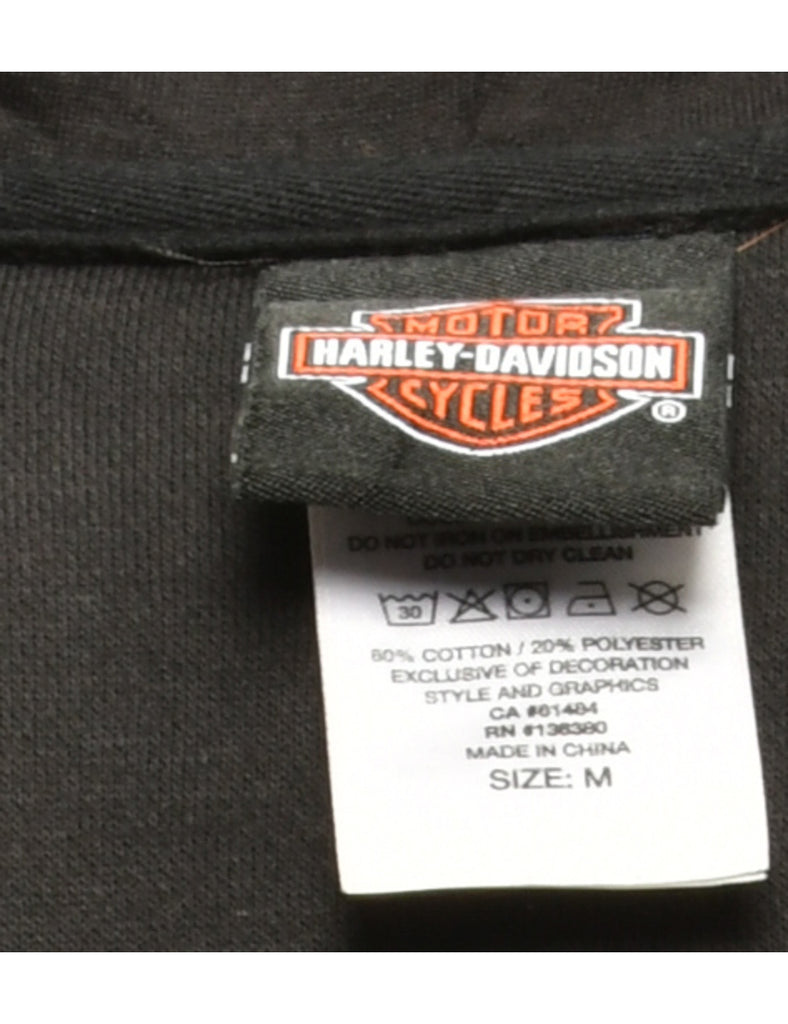 MOTOR
HARLEY-DAVIDSON
CYCLES
®
DO NOT IRON ON EMBELLISHMENT
DO NOT DRY CLEAN
30
80% COTTON / 20% POLYESTER
EXCLUSIVE OF DECORATION
STYLE AND GRAPHICS
CA #61484
RN #136380
MADE IN CHINA
SIZE: M